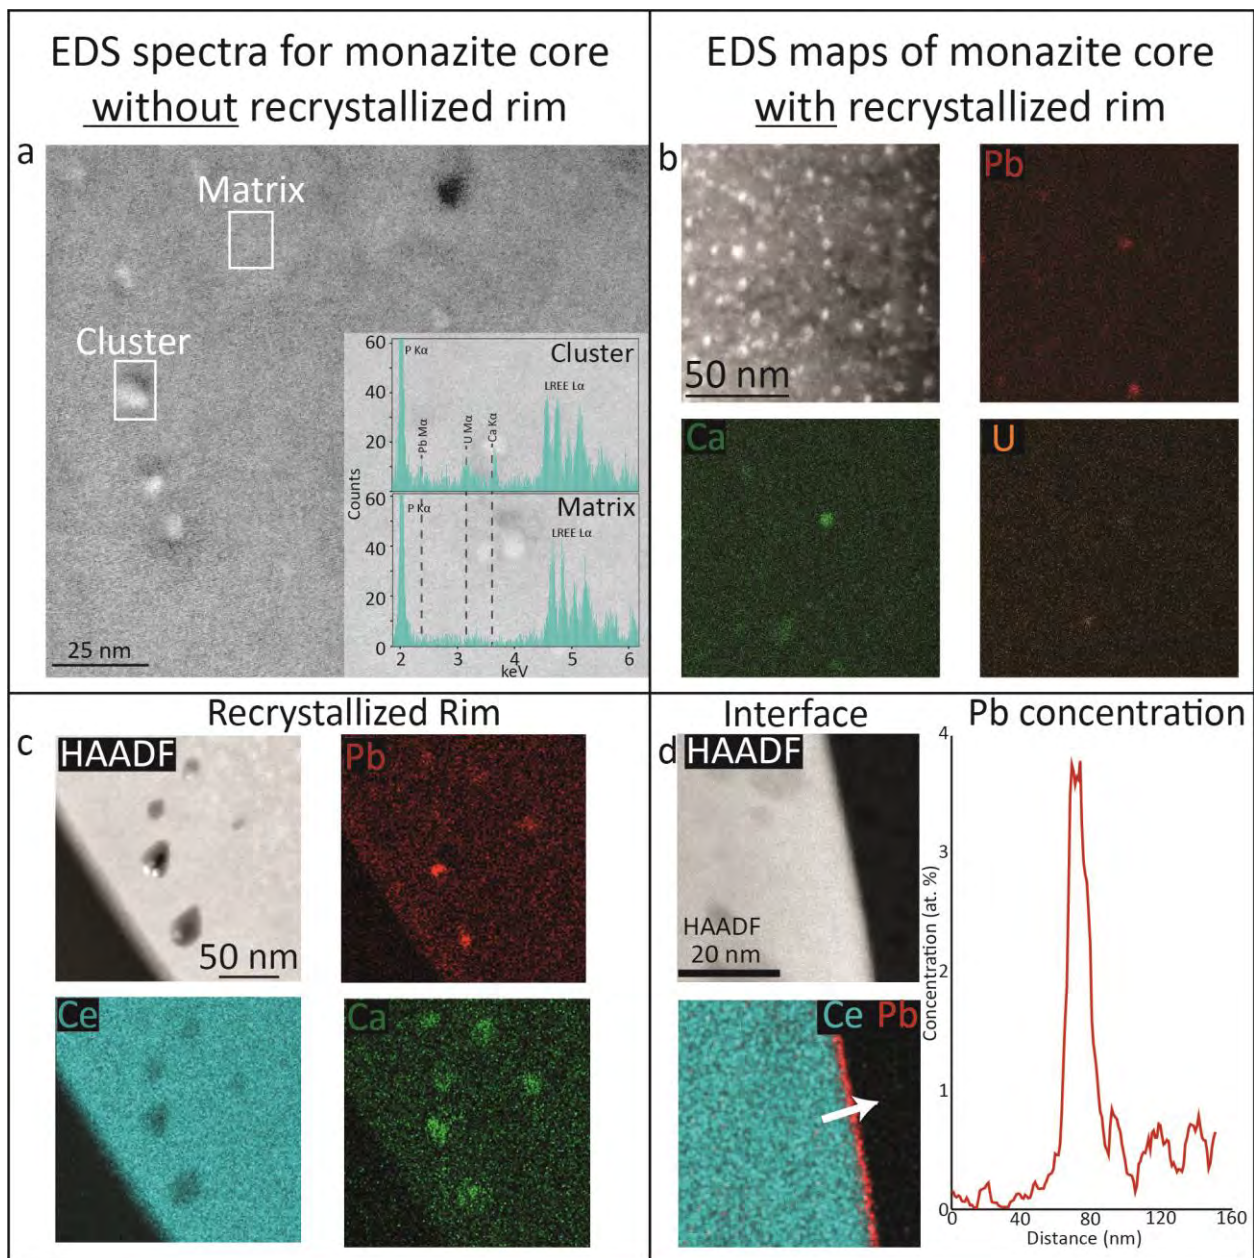 EDS spectra for monazite core
without recrystallized rim
a
Matrix
Cluster
25 nm
Cluster
60
40
20
P Kα
Pb Mα
U Mα
Ca Kα
LREE Lα
Counts
Matrix
60
40
20
0
P Kα
LREE Lα
2 3 4 5 6
keV
EDS maps of monazite core
with recrystallized rim
b
50 nm
Pb
Ca
U
Recrystallized Rim
c
HAADF
50 nm
Pb
Ce
Ca
Interface
d
HAADF
HAADF
20 nm
Ce Pb
Pb concentration
4
3
2
1
0
Concentration (at. %)
0 40 80 120 160
Distance (nm)